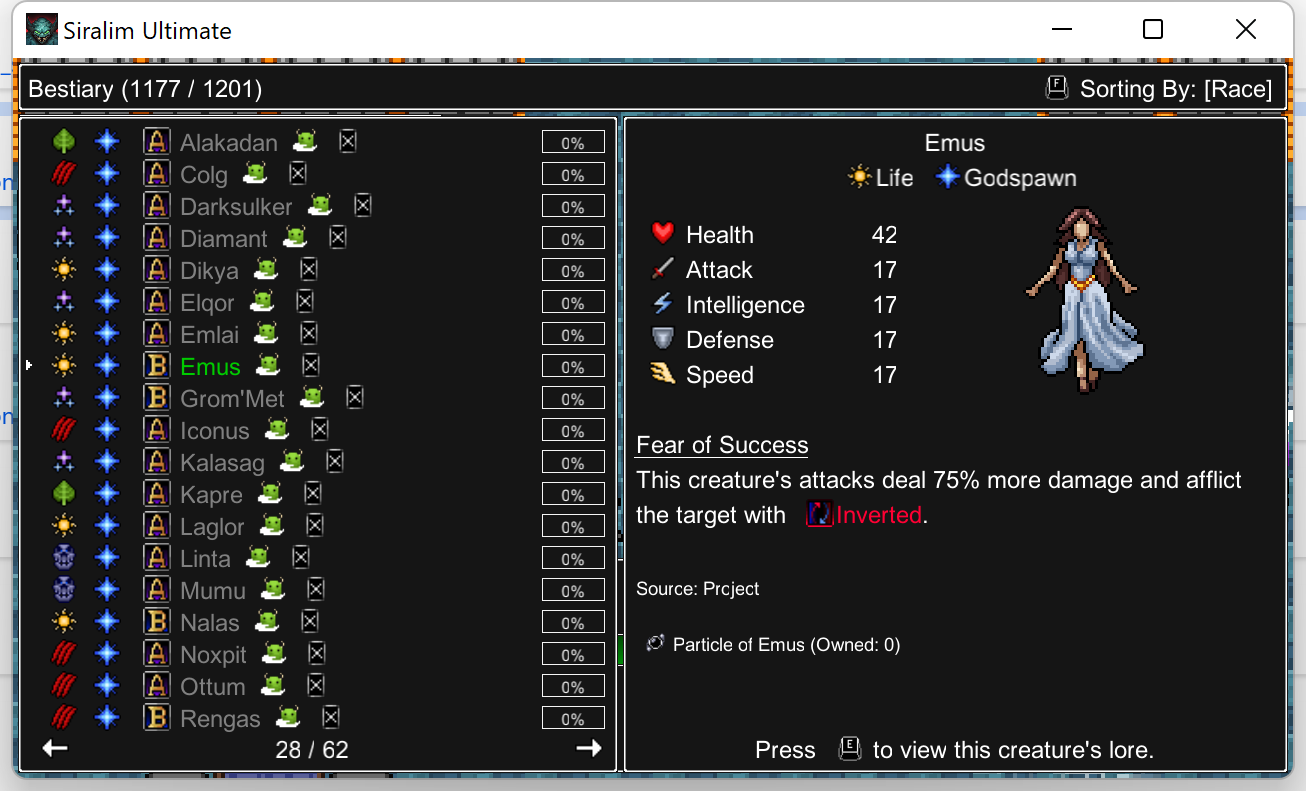 Siralim Ultimate
Bestiary (1177 / 1201)
F Sorting By: [Race]
A Alakadan 0%
A Colg 0%
A Darksulker 0%
A Diamant 0%
A Dikya 0%
A Elqor 0%
A Emlai 0%
B Emus 0%
B Grom'Met 0%
A Iconus 0%
A Kalasag 0%
A Kapre 0%
A Laglor 0%
A Linta 0%
A Mumu 0%
B Nalas 0%
A Noxpit 0%
A Ottum 0%
B Rengas 0%
28 / 62
Emus
Life Godspawn
Health 42
Attack 17
Intelligence 17
Defense 17
Speed 17
Fear of Success
This creature's attacks deal 75% more damage and afflict
the target with Inverted.
Source: Project
Particle of Emus (Owned: 0)
Press E to view this creature's lore.